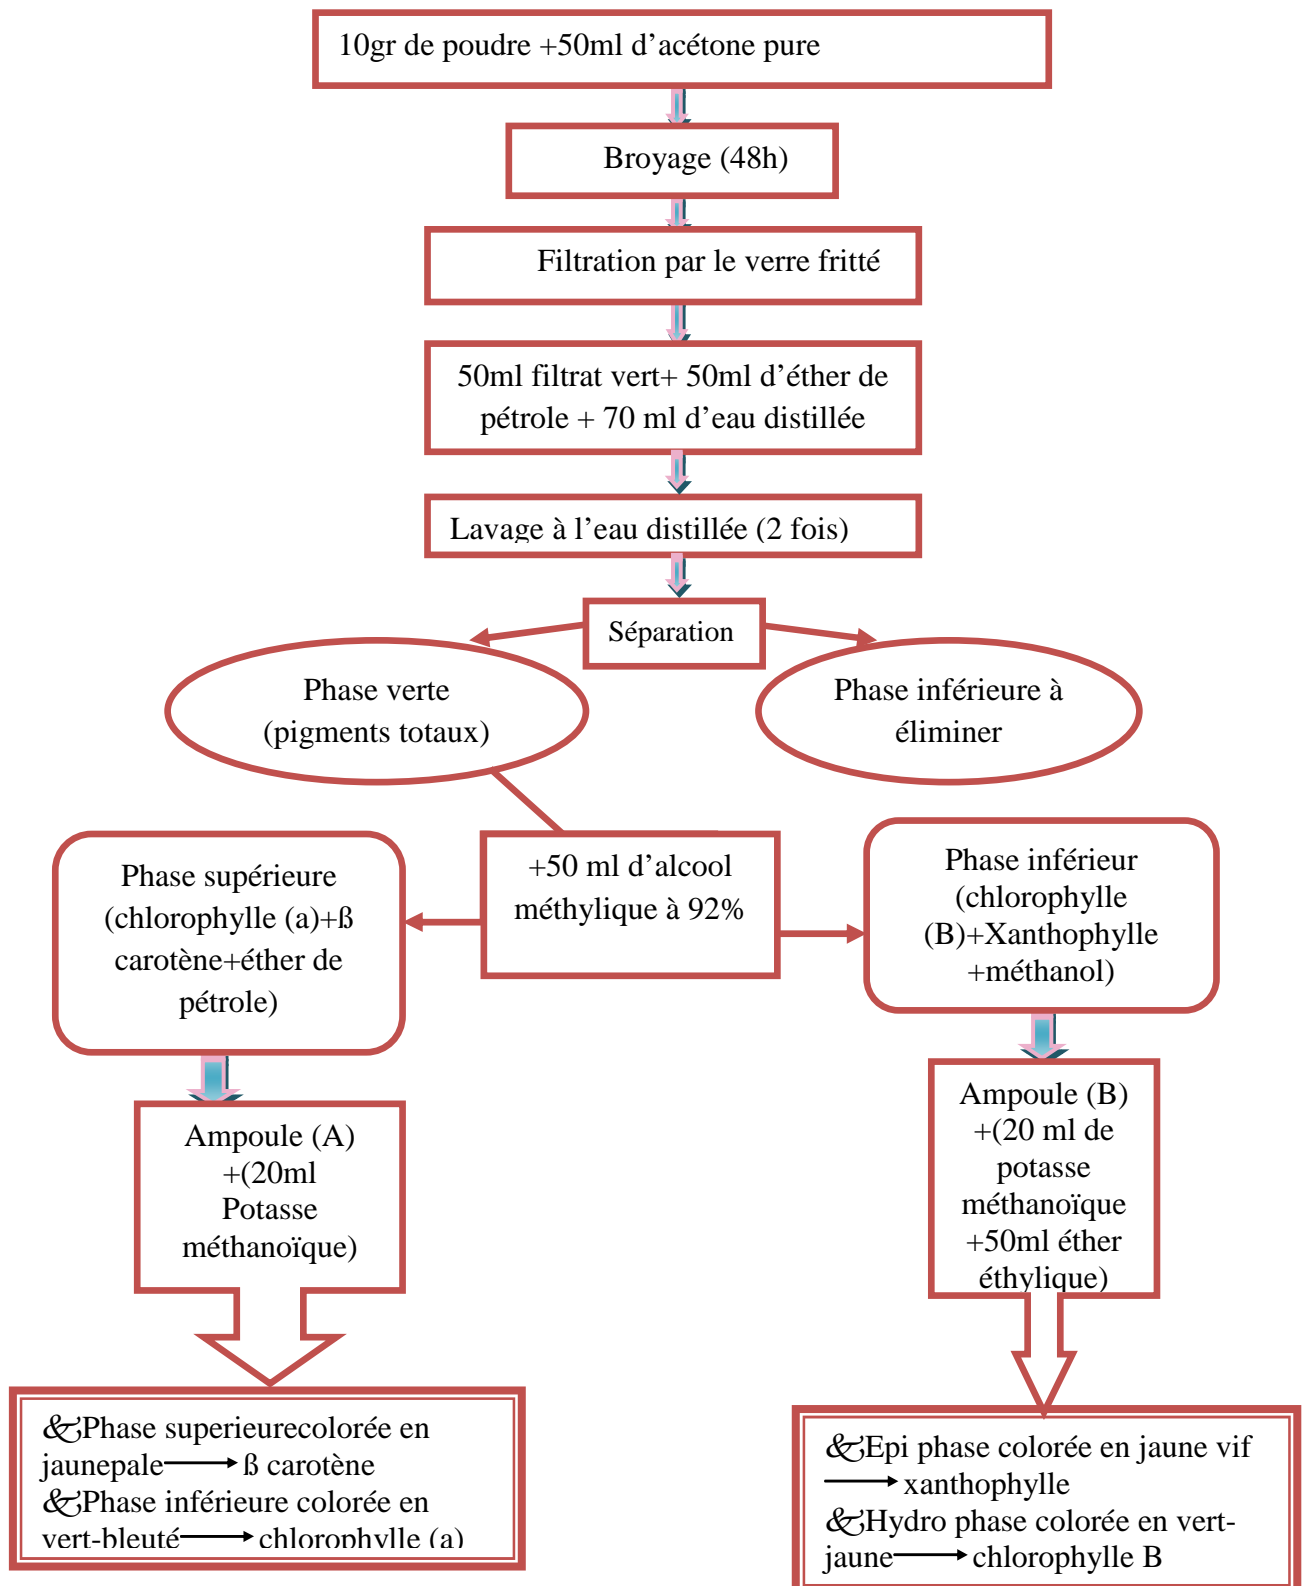 10gr de poudre +50ml d’acétone pure
Broyage (48h)
Filtration par le verre fritté
50ml filtrat vert+ 50ml d’éther de
pétrole + 70 ml d’eau distillée
Lavage à l’eau distillée (2 fois)
Séparation
Phase verte
(pigments totaux)
Phase inférieure à
éliminer
Phase supérieure
(chlorophylle (a)+ß
carotène+éther de
pétrole)
+50 ml d’alcool
méthylique à 92%
Phase inférieur
(chlorophylle
(B)+Xanthophylle
+méthanol)
Ampoule (A)
+(20ml
Potasse
méthanoïque)
Ampoule (B)
+(20 ml de
potasse
méthanoïque
+50ml éther
éthylique)
&Phase superieurecolorée en
jaunepale → ß carotène
&Phase inférieure colorée en
vert-bleuté → chlorophylle (a)
&Epi phase colorée en jaune vif
→ xanthophylle
&Hydro phase colorée en vert-
jaune → chlorophylle B